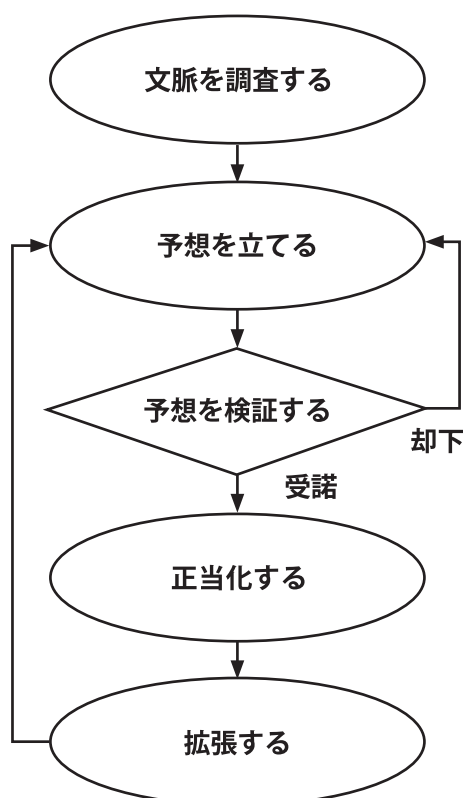 文脈を調査する
予想を立てる
予想を検証する
却下
受諾
正当化する
拡張する